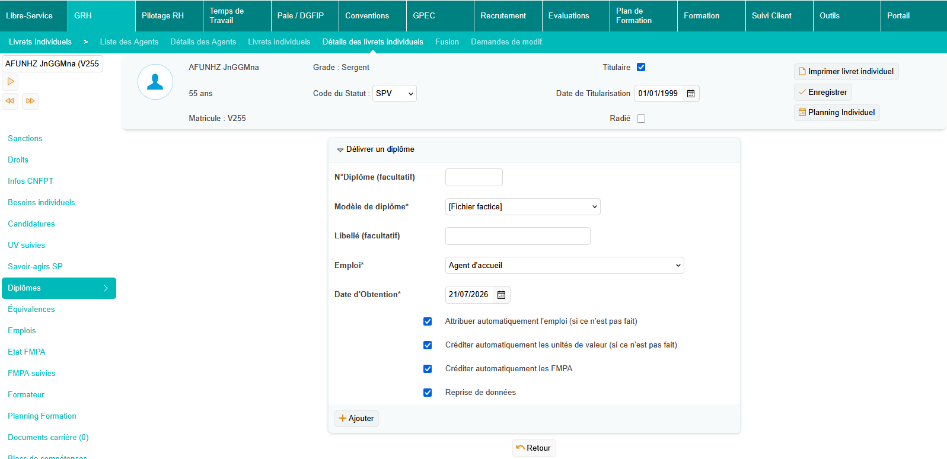 Libre-Service
GRH
Pilotage RH
Temps de
Travail
Paie / DGFIP
Conventions
GPEC
Recrutement
Evaluations
Plan de
Formation
Formation
Suivi Client
Outils
Portail
Livrets Individuels > Liste des Agents Détails des Agents Livrets individuels Détails des livrets individuels Fusion Demandes de modif
AFUNHZ JnGGMna (V255
AFUNHZ JnGGMna
Grade : Sergent
Titulaire
Imprimer livret individuel
55 ans
Code du Statut : SPV
Date de Titularisation 01/01/1999
Enregistrer
Matricule : V255
Radié
Planning Individuel
Sanctions
Droits
Infos CNFPT
Besoins individuels
Candidatures
UV suivies
Savoir-agirs SP
Diplômes
Équivalences
Emplois
Etat FMPA
FMPA suivies
Formateur
Planning Formation
Documents carrière (0)
Blocs de compétences
Délivrer un diplôme
N°Diplôme (facultatif)
Modèle de diplôme* [Fichier factice]
Libellé (facultatif)
Emploi* Agent d'accueil
Date d'Obtention* 21/07/2026
Attribuer automatiquement l'emploi (si ce n'est pas fait)
Créditer automatiquement les unités de valeur (si ce n'est pas fait)
Créditer automatiquement les FMPA
Reprise de données
Ajouter
Retour